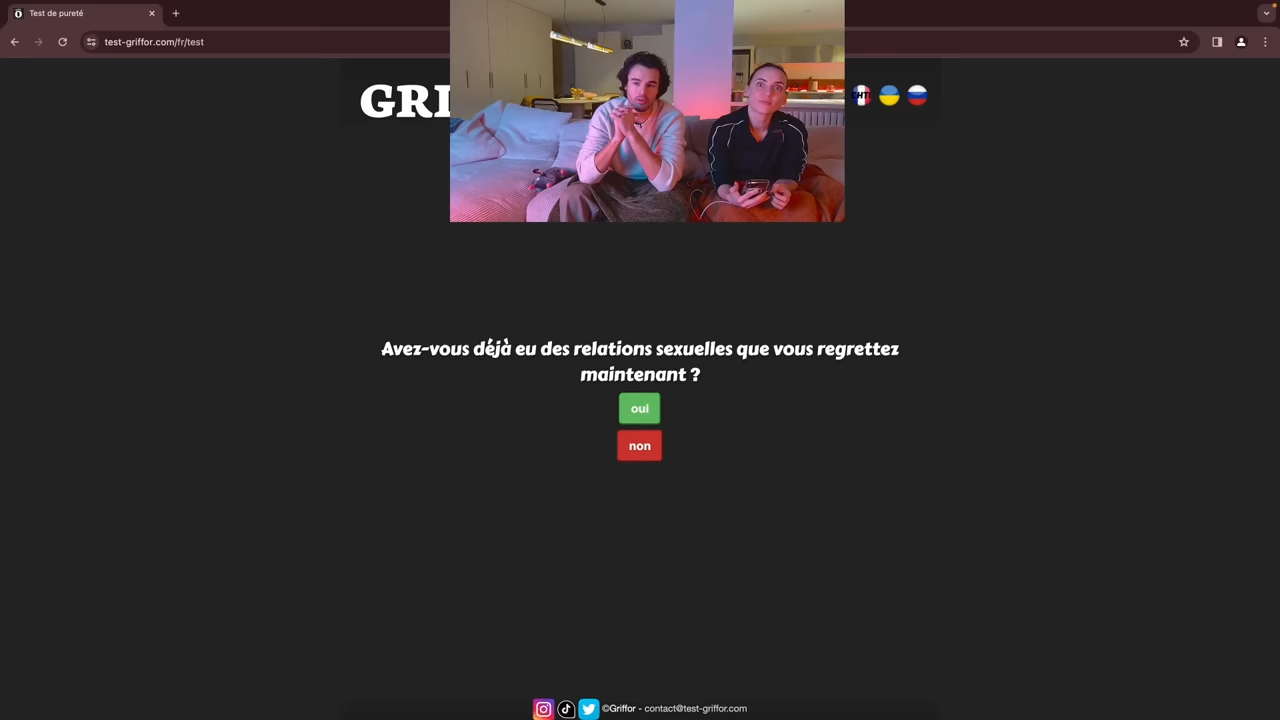 Test de pureté
test-griffor.com/fr/test
Avez-vous déjà eu des relations sexuelles que vous regrettez
maintenant ?
oui
non
©Griffor - contact@test-griffor.com